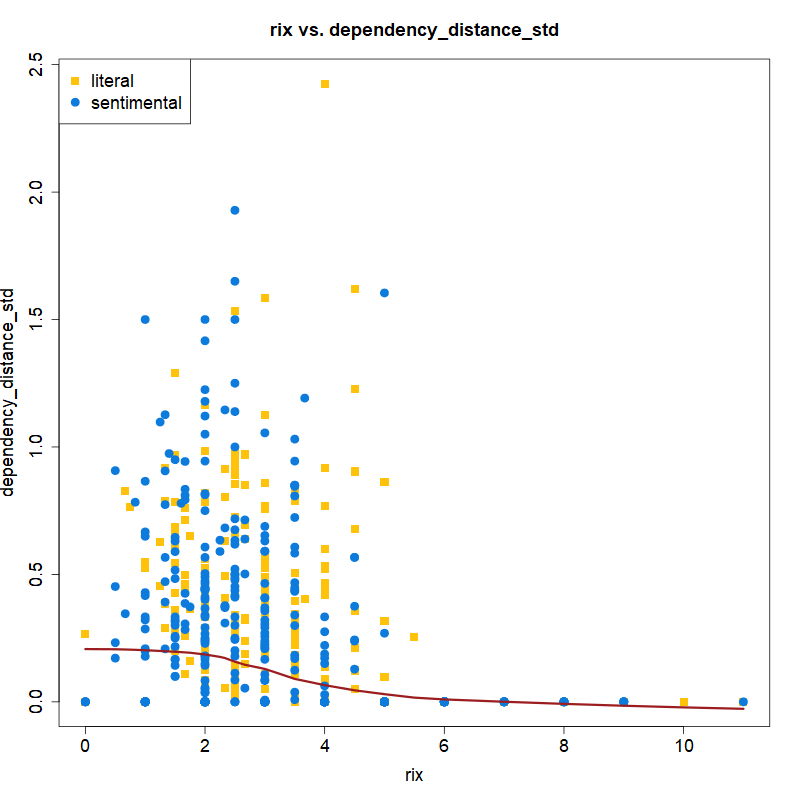 rix vs. dependency_distance_std
literal
sentimental
dependency_distance_std
2.5
2.0
1.5
1.0
0.5
0.0
0 2 4 6 8 10
rix